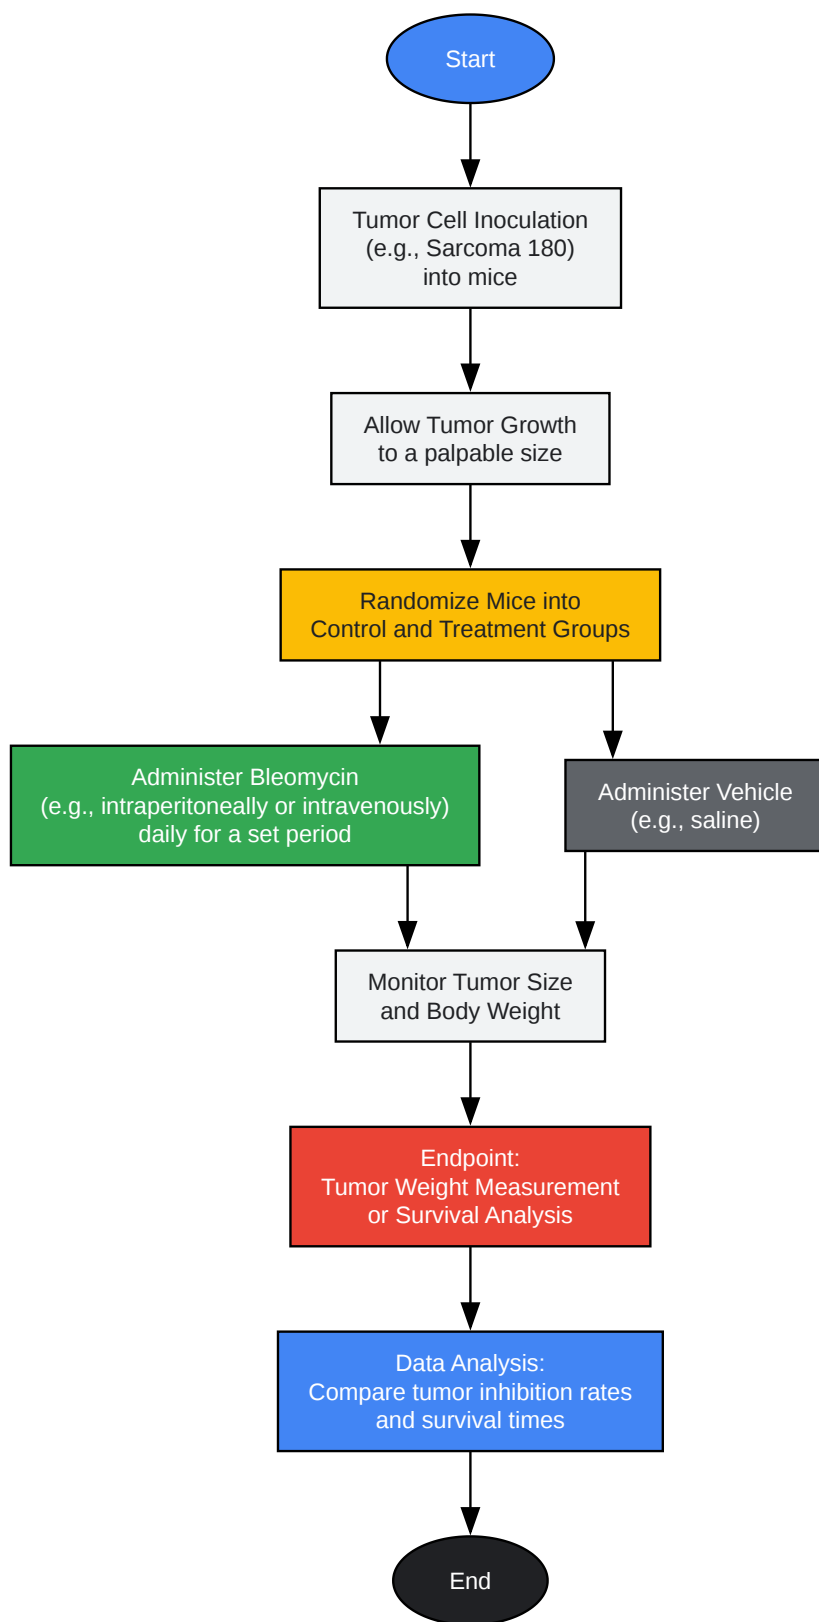 Start
Tumor Cell Inoculation
(e.g., Sarcoma 180)
into mice
Allow Tumor Growth
to a palpable size
Randomize Mice into
Control and Treatment Groups
Administer Bleomycin
(e.g., intraperitoneally or intravenously)
daily for a set period
Administer Vehicle
(e.g., saline)
Monitor Tumor Size
and Body Weight
Endpoint:
Tumor Weight Measurement
or Survival Analysis
Data Analysis:
Compare tumor inhibition rates
and survival times
End